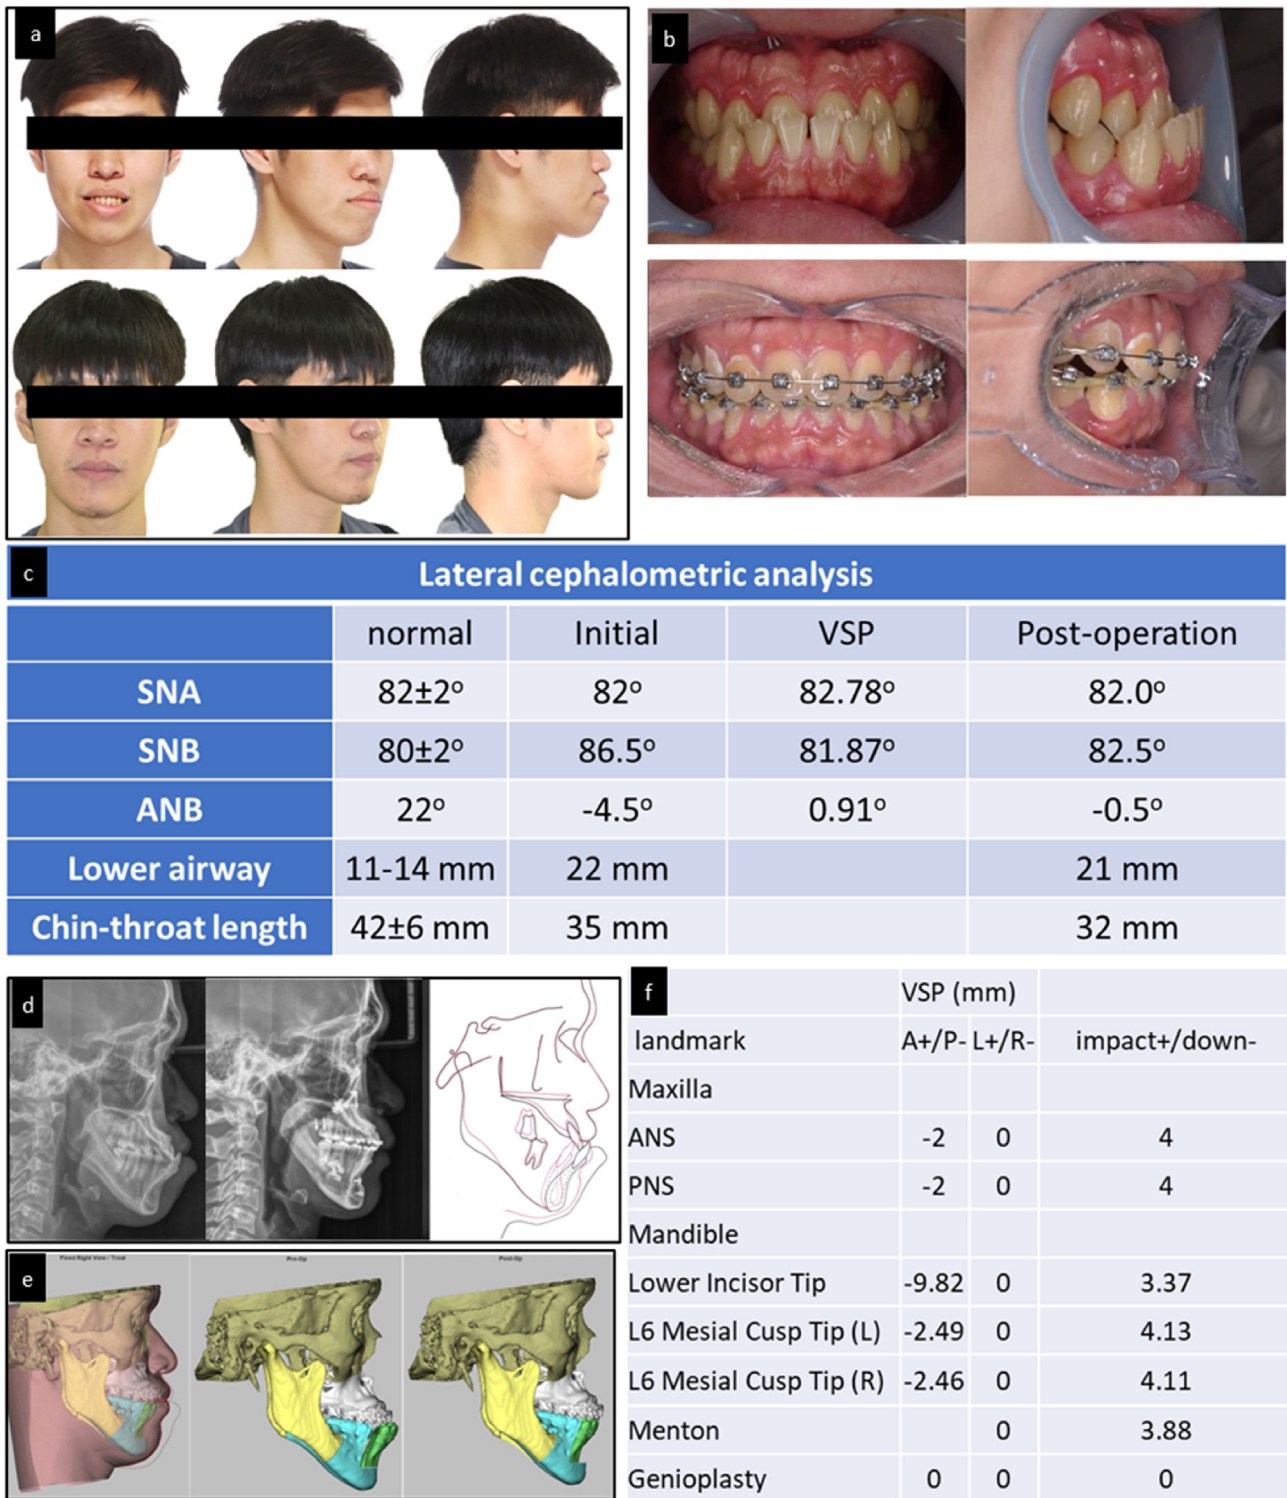 a
b
c
Lateral cephalometric analysis
normal Initial VSP Post-operation
SNA 82±2° 82° 82.78° 82.0°
SNB 80±2° 86.5° 81.87° 82.5°
ANB 22° -4.5° 0.91° -0.5°
Lower airway 11-14 mm 22 mm 21 mm
Chin-throat length 42±6 mm 35 mm 32 mm
d
e
Fixed Right View / Treat
Pre-Op
Post-Op
f
VSP (mm)
landmark A+/P- L+/R- impact+/down-
Maxilla
ANS -2 0 4
PNS -2 0 4
Mandible
Lower Incisor Tip -9.82 0 3.37
L6 Mesial Cusp Tip (L) -2.49 0 4.13
L6 Mesial Cusp Tip (R) -2.46 0 4.11
Menton 0 3.88
Genioplasty 0 0 0